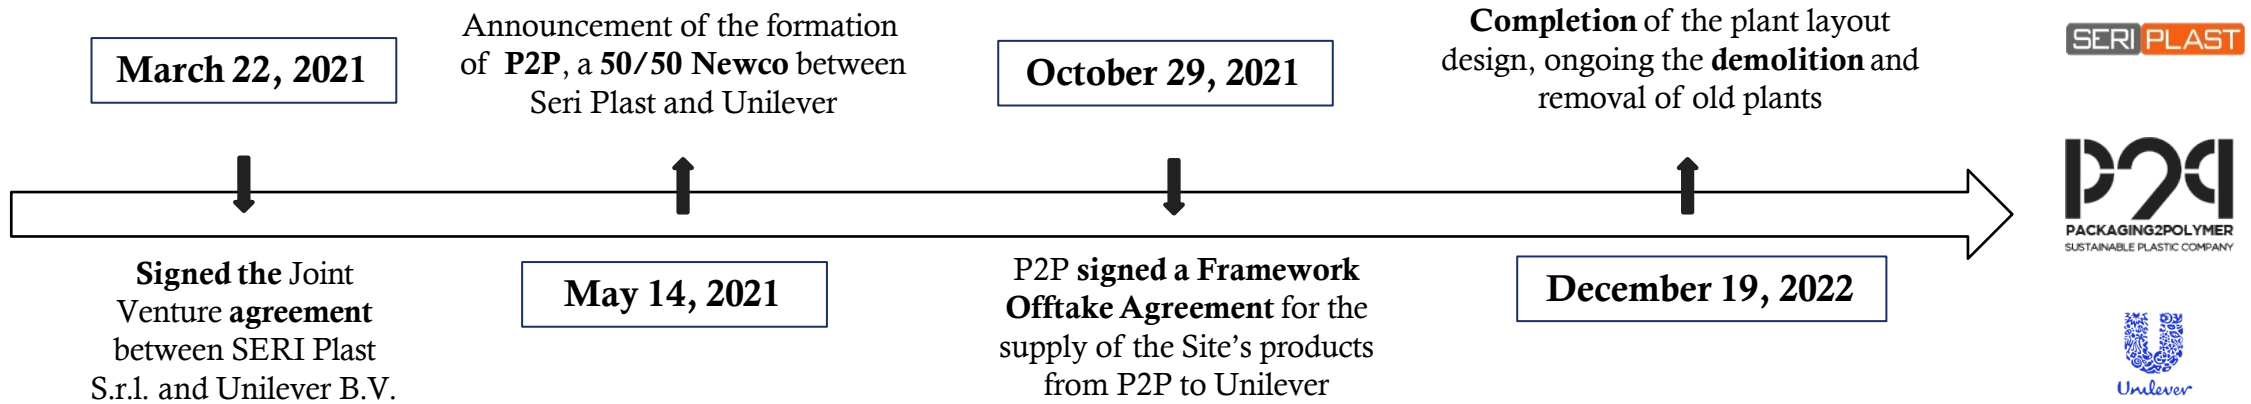 March 22, 2021
Signed the Joint
Venture agreement
between SERI Plast
S.r.l. and Unilever B.V.
Announcement of the formation
of P2P, a 50/50 Newco between
Seri Plast and Unilever
May 14, 2021
October 29, 2021
P2P signed a Framework
Offtake Agreement for the
supply of the Site’s products
from P2P to Unilever
Completion of the plant layout
design, ongoing the demolition and
removal of old plants
December 19, 2022
SERI PLAST
P2P
PACKAGING2POLYMER
SUSTAINABLE PLASTIC COMPANY
Unilever